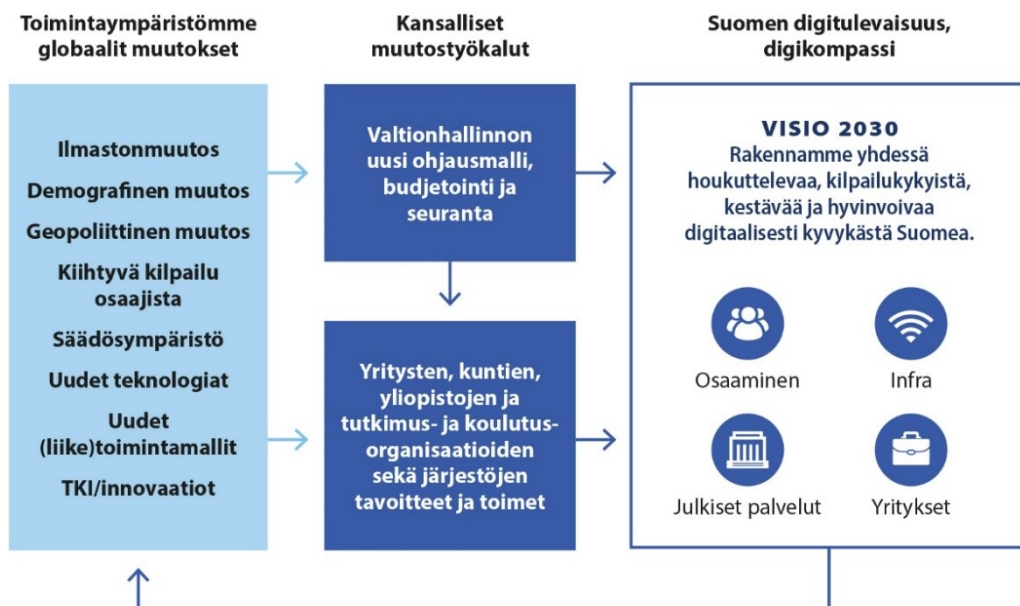 Toimintaympäristömme
globaalit muutokset
Ilmastonmuutos
Demografinen muutos
Geopoliittinen muutos
Kiihtyvä kilpailu
osaajista
Säädösympäristö
Uudet teknologiat
Uudet
(liike)toimintamallit
TKI/innovaatiot
Kansalliset
muutostyökalut
Valtionhallinnon
uusi ohjausmalli,
budjetointi ja
seuranta
Yritysten, kuntien,
yliopistojen ja
tutkimus- ja koulutus-
organisaatioiden
sekä järjestöjen
tavoitteet ja toimet
Suomen digitulevaisuus,
digikompassi
VISIO 2030
Rakennamme yhdessä
houkuttelevaa, kilpailukykyistä,
kestävää ja hyvinvoivaa
digitaalisesti kyvykästä Suomea.
Osaaminen
Infra
Julkiset palvelut
Yritykset